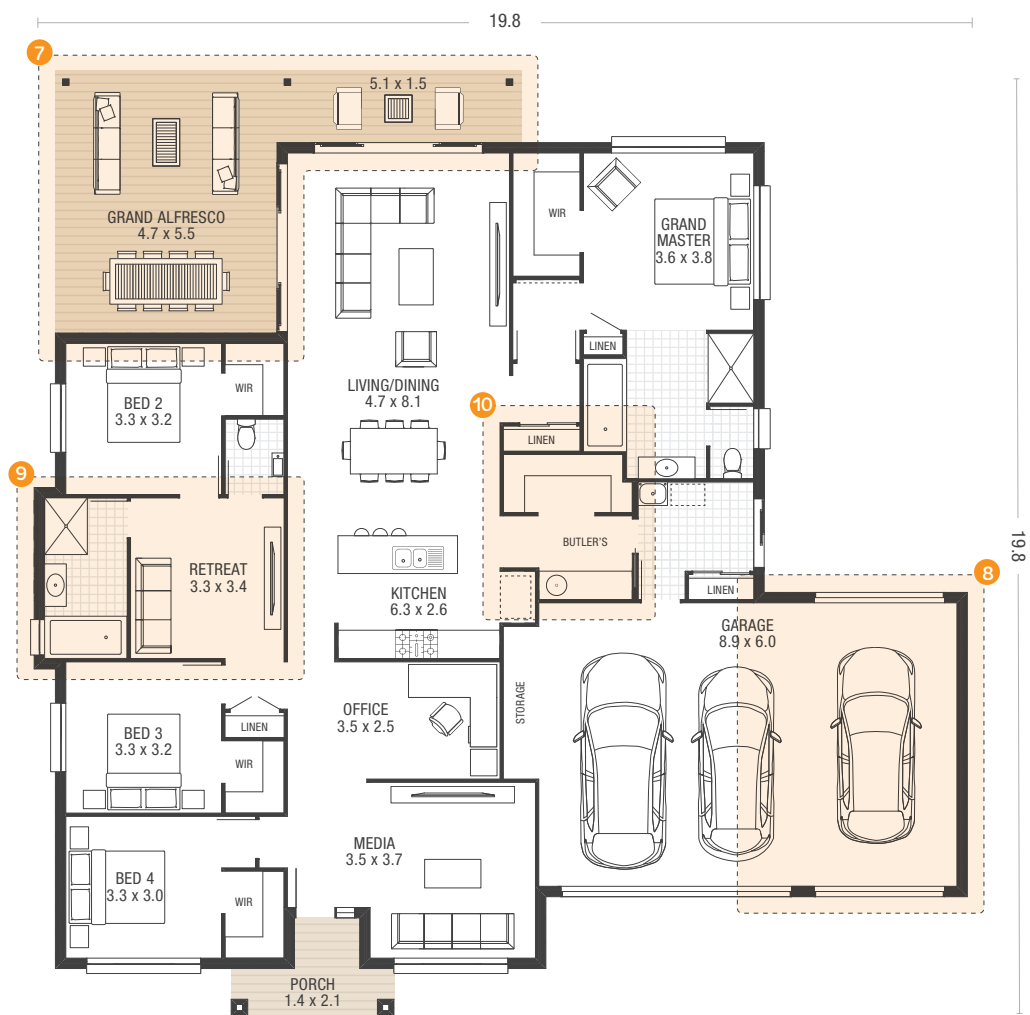 19.8
7
5.1 x 1.5
GRAND ALFRESCO
4.7 x 5.5
WIR
GRAND
MASTER
3.6 x 3.8
LINEN
BED 2
3.3 x 3.2
WIR
LIVING/DINING
4.7 x 8.1
10
LINEN
9
RETREAT
3.3 x 3.4
BUTLER'S
19.8
KITCHEN
6.3 x 2.6
LINEN
8
GARAGE
8.9 x 6.0
STORAGE
OFFICE
3.5 x 2.5
BED 3
3.3 x 3.2
LINEN
WIR
MEDIA
3.5 x 3.7
BED 4
3.3 x 3.0
WIR
PORCH
1.4 x 2.1